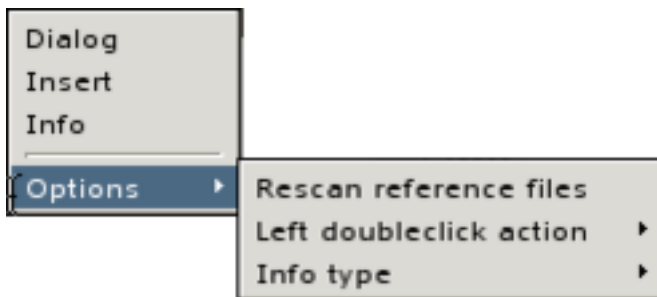 Dialog
Insert
Info
Options
Rescan reference files
Left doubleclick action
Info type